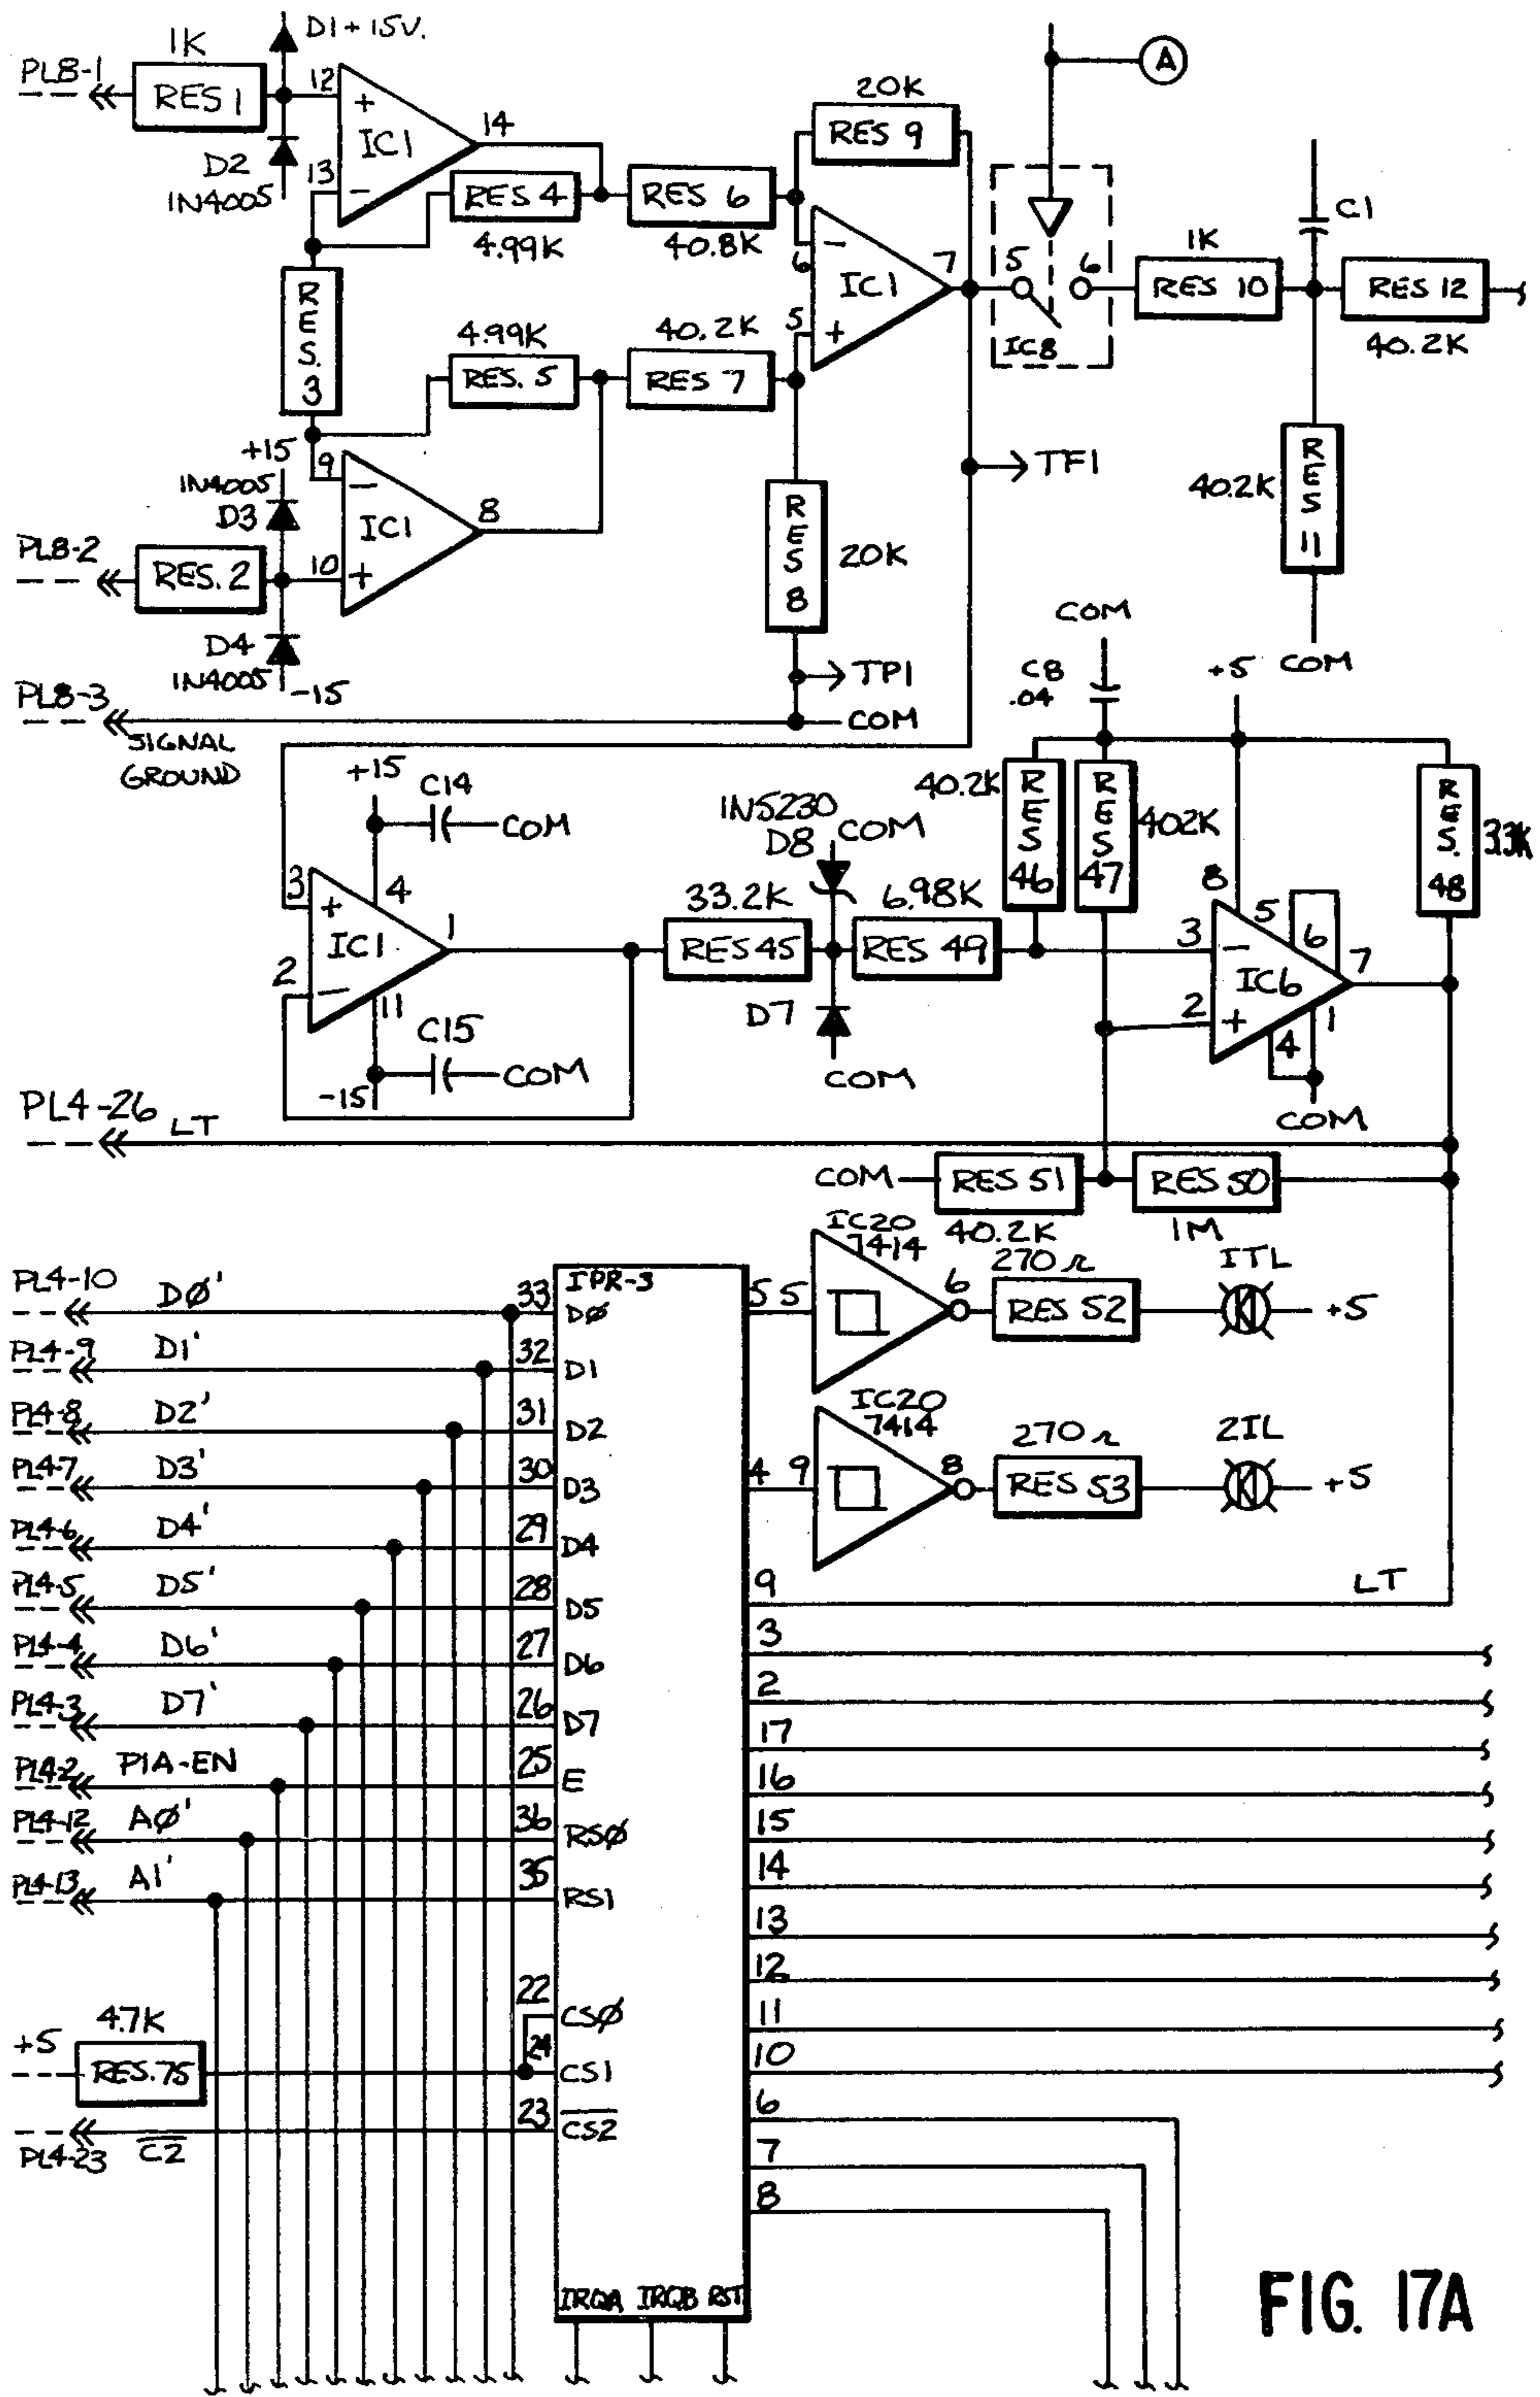 D1 + 15V.
1K
PL8-1
RES 1
12
+
IC1
14
13
-
D2
1N4005
RES 4
4.99K
RES 6
40.8K
20K
RES 9
A
6
-
IC1
7
5
+
5
6
IC8
1K
RES 10
C1
RES 12
40.2K
RES. 3
4.99K
RES. 5
40.2K
RES 7
+15
1N4005
D3
9
-
IC1
8
10
+
PL8-2
RES. 2
D4
1N4005
-15
RES 8
20K
TF1
40.2K
RES 11
COM
TP1
COM
PL8-3
SIGNAL
GROUND
COM
C8
.04
+5
+15
C14
COM
3
+
4
IC1
1
2
-
11
C15
COM
-15
33.2K
RES 45
1N5230
D8
COM
6.98K
RES 49
D7
COM
40.2K
RES 46
RES 47
402K
RES. 48
3.3K
8
5
6
3
-
IC6
7
2
+
4
1
COM
PL4-26
LT
COM
RES 51
40.2K
RES 50
1M
IPR-3
IC20
7414
5
5
6
270 Ω
RES 52
ITL
+5
IC20
7414
4
9
8
270 Ω
RES 53
2IL
+5
PL4-10
DØ'
33
DØ
PL4-9
D1'
32
D1
PL4-8
D2'
31
D2
PL4-7
D3'
30
D3
PL4-6
D4'
29
D4
PL4-5
D5'
28
D5
9
LT
PL4-4
D6'
27
D6
3
PL4-3
D7'
26
D7
2
17
PL4-2
PIA-EN
25
E
16
PL4-12
AØ'
36
RSØ
15
PL4-13
A1'
35
RS1
14
13
12
22
CSØ
11
+5
4.7K
RES. 75
24
CS1
10
PL4-23
C2
23
CS2
6
7
8
IRQA IRQB RST
FIG. 17A